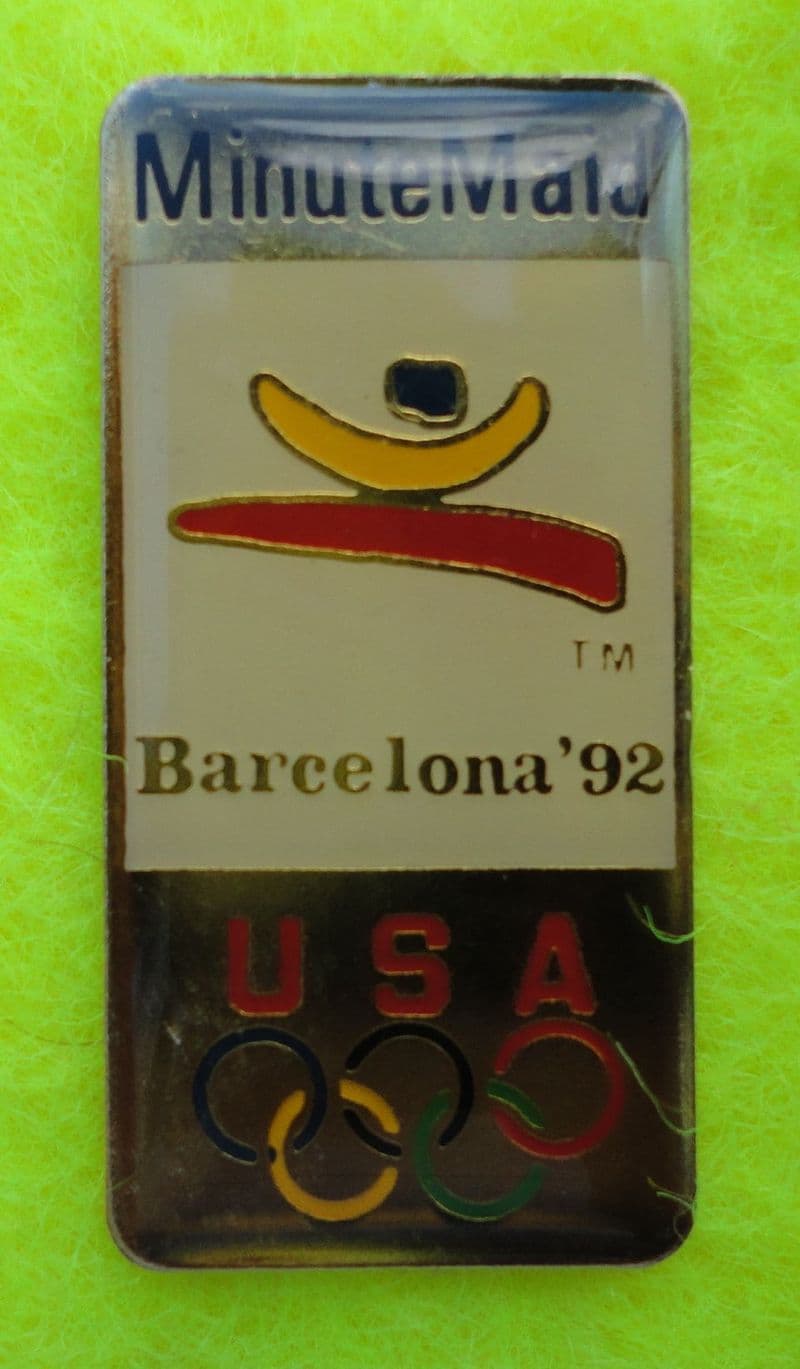 MinuteMaid
TM
Barcelona '92
USA